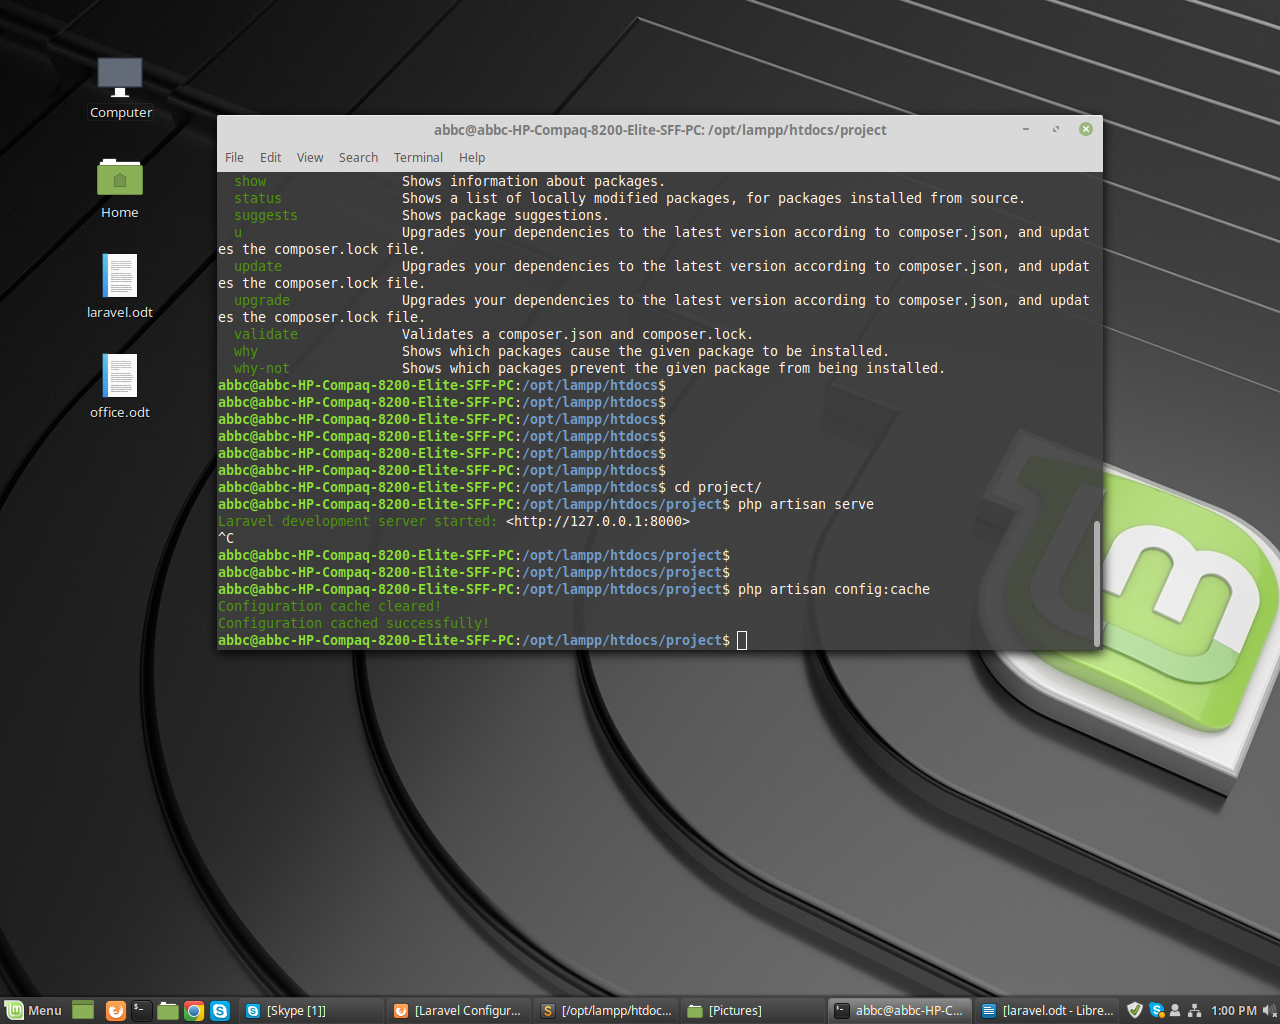 Computer
Home
laravel.odt
office.odt
abbc@abbc-HP-Compaq-8200-Elite-SFF-PC: /opt/lampp/htdocs/project
File Edit View Search Terminal Help
show Shows information about packages.
status Shows a list of locally modified packages, for packages installed from source.
suggests Shows package suggestions.
u Upgrades your dependencies to the latest version according to composer.json, and updat
es the composer.lock file.
update Upgrades your dependencies to the latest version according to composer.json, and updat
es the composer.lock file.
upgrade Upgrades your dependencies to the latest version according to composer.json, and updat
es the composer.lock file.
validate Validates a composer.json and composer.lock.
why Shows which packages cause the given package to be installed.
why-not Shows which packages prevent the given package from being installed.
abbc@abbc-HP-Compaq-8200-Elite-SFF-PC:/opt/lampp/htdocs$
abbc@abbc-HP-Compaq-8200-Elite-SFF-PC:/opt/lampp/htdocs$
abbc@abbc-HP-Compaq-8200-Elite-SFF-PC:/opt/lampp/htdocs$
abbc@abbc-HP-Compaq-8200-Elite-SFF-PC:/opt/lampp/htdocs$
abbc@abbc-HP-Compaq-8200-Elite-SFF-PC:/opt/lampp/htdocs$
abbc@abbc-HP-Compaq-8200-Elite-SFF-PC:/opt/lampp/htdocs$
abbc@abbc-HP-Compaq-8200-Elite-SFF-PC:/opt/lampp/htdocs$ cd project/
abbc@abbc-HP-Compaq-8200-Elite-SFF-PC:/opt/lampp/htdocs/project$ php artisan serve
Laravel development server started: <http://127.0.0.1:8000>
^C
abbc@abbc-HP-Compaq-8200-Elite-SFF-PC:/opt/lampp/htdocs/project$
abbc@abbc-HP-Compaq-8200-Elite-SFF-PC:/opt/lampp/htdocs/project$
abbc@abbc-HP-Compaq-8200-Elite-SFF-PC:/opt/lampp/htdocs/project$ php artisan config:cache
Configuration cache cleared!
Configuration cached successfully!
abbc@abbc-HP-Compaq-8200-Elite-SFF-PC:/opt/lampp/htdocs/project$
Menu [Skype [1]] [Laravel Configur... [/opt/lampp/htdoc... [Pictures] abbc@abbc-HP-C... [laravel.odt - Libre... 1:00 PM